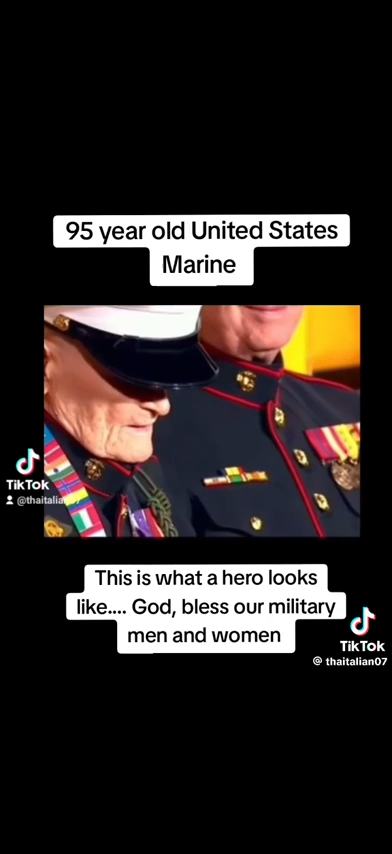 95 year old United States
Marine
TikTok
@thaitalian07
This is what a hero looks
like.... God, bless our military
men and women
TikTok
@ thaitalian07